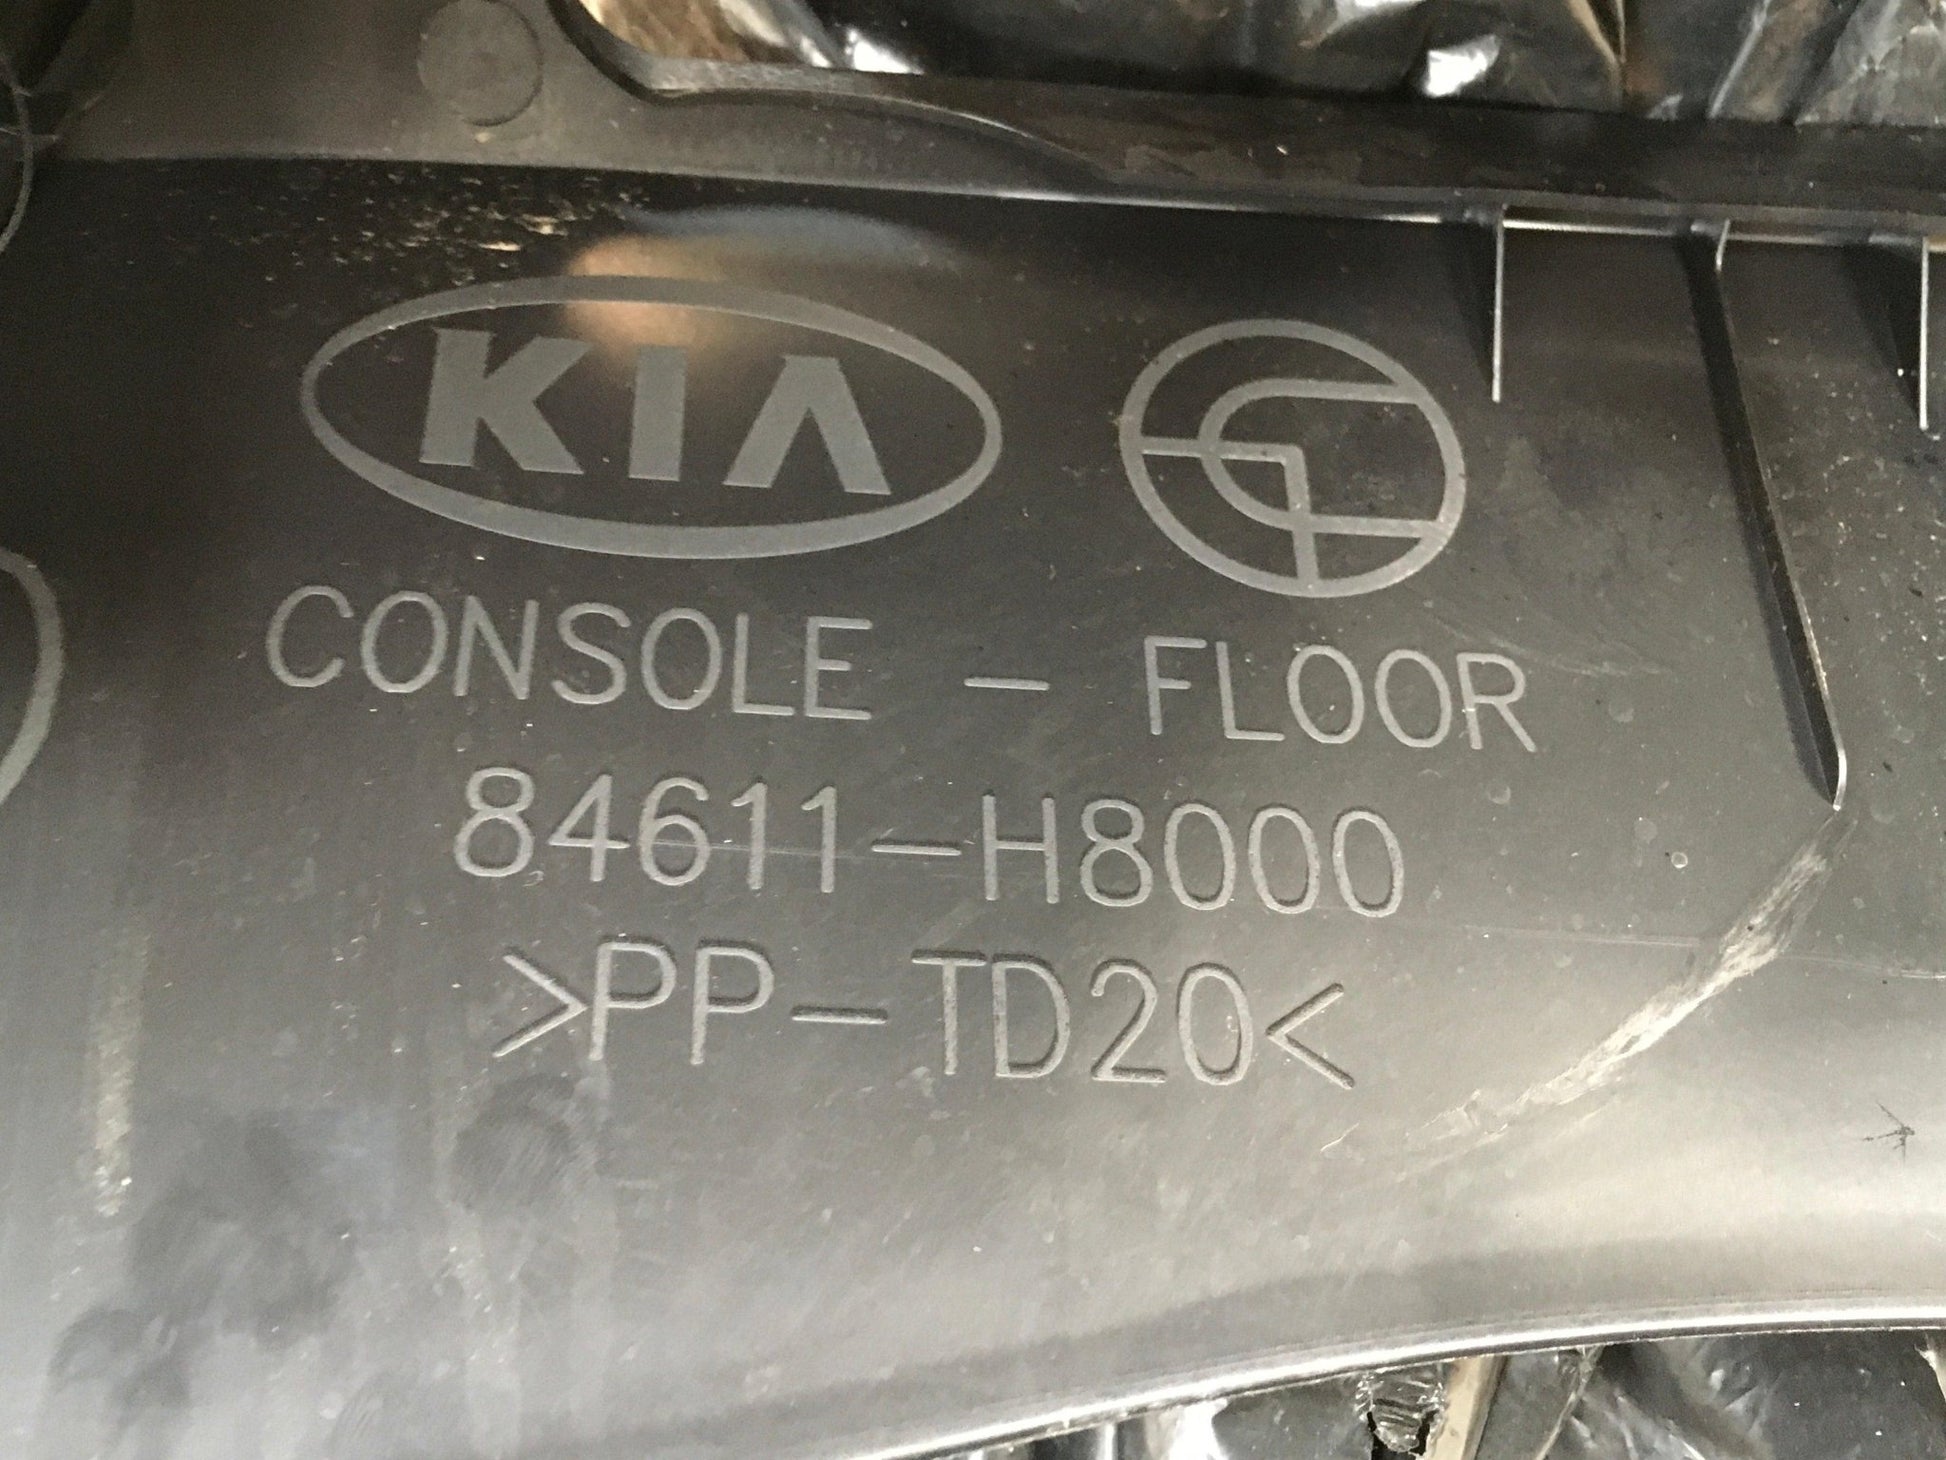 KIA
CONSOLE - FLOOR
84611-H8000
>PP-TD20<